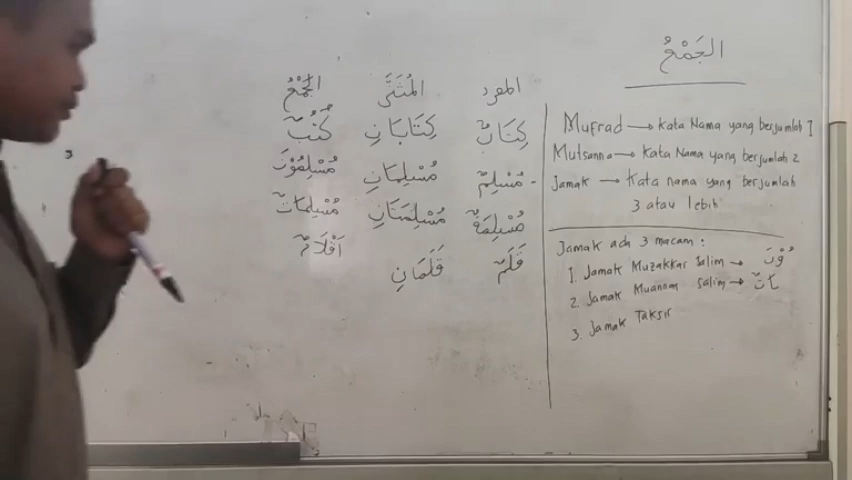 الجَمْعُ
Mufrad → Kata Nama yang berjumlah 1
Mutsanna → Kata Nama yang berjumlah 2
Jamak → Kata nama yang berjumlah
3 atau lebih
Jamak ada 3 macam :
1. Jamak Muzakkar Salim → ُوْنَ
2. Jamak Muannas Salim → َاتٌ
3. Jamak Taksir
المفرد المُثَنَّى الجَمْعُ
كِتَابٌ كِتَابَانِ كُتُبٌ
مُسْلِمٌ مُسْلِمَانِ مُسْلِمُوْنَ
مُسْلِمَةٌ مُسْلِمَتَانِ مُسْلِمَاتٌ
قَلَمٌ قَلَمَانِ أَقْلَامٌ